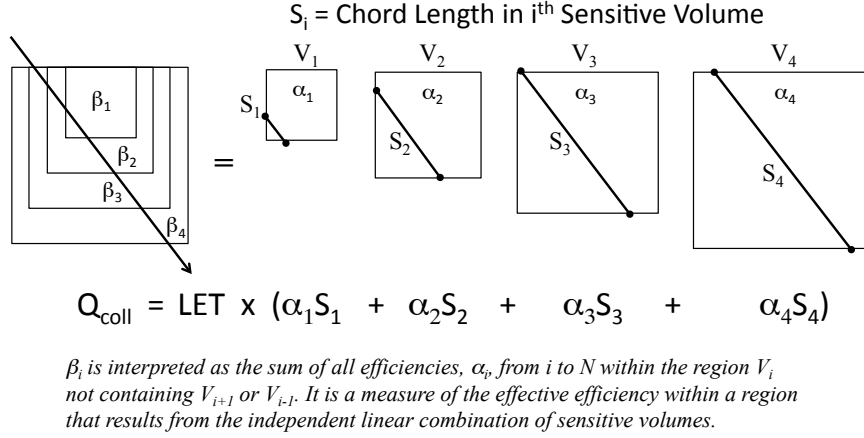 Sᵢ = Chord Length in iᵗʰ Sensitive Volume
V₁ V₂ V₃ V₄
β₁ α₁ α₂ α₃ α₄
S₁
β₂ = S₂ S₃ S₄
β₃
β₄
Q_coll = LET x (α₁S₁ + α₂S₂ + α₃S₃ + α₄S₄)
βᵢ is interpreted as the sum of all efficiencies, αᵢ, from i to N within the region Vᵢ
not containing Vᵢ₊₁ or Vᵢ₋₁. It is a measure of the effective efficiency within a region
that results from the independent linear combination of sensitive volumes.